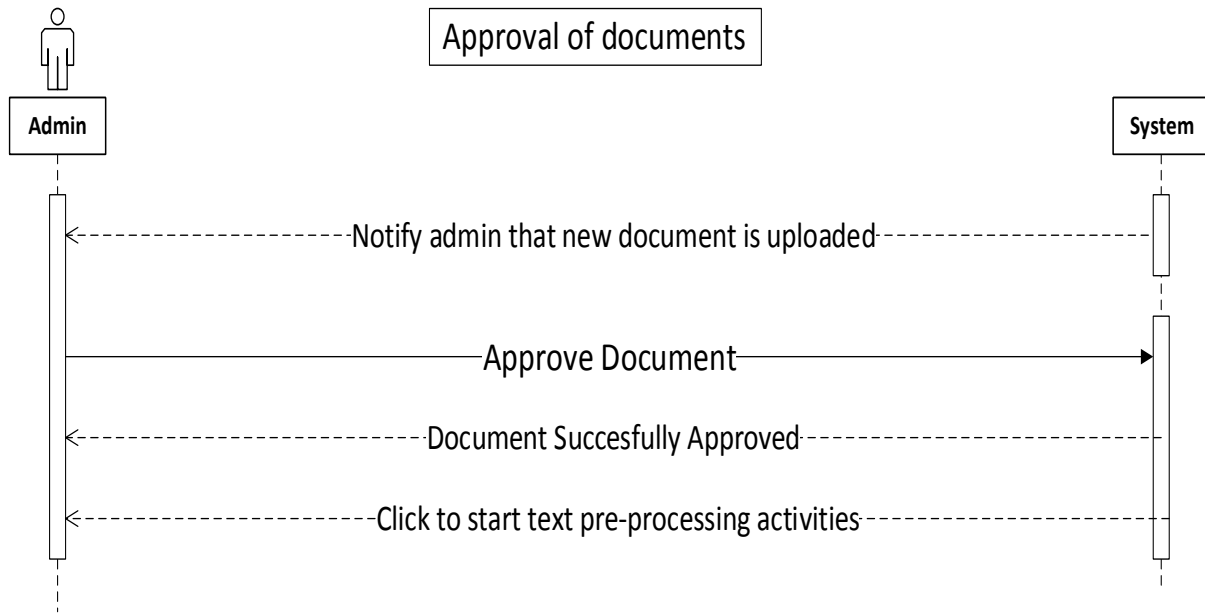 Approval of documents
Admin
System
Notify admin that new document is uploaded
Approve Document
Document Succesfully Approved
Click to start text pre-processing activities